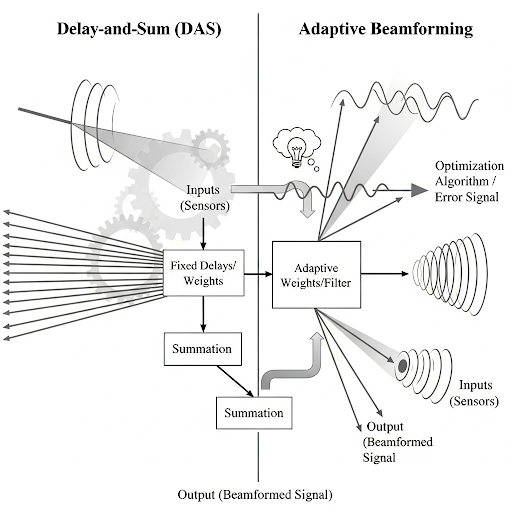 Delay-and-Sum (DAS)
Adaptive Beamforming
Optimization
Algorithm /
Error Signal
Inputs
(Sensors)
Fixed Delays/
Weights
Adaptive
Weights/Filter
Summation
Summation
Inputs
(Sensors)
Output
(Beamformed
Signal
Output (Beamformed Signal)